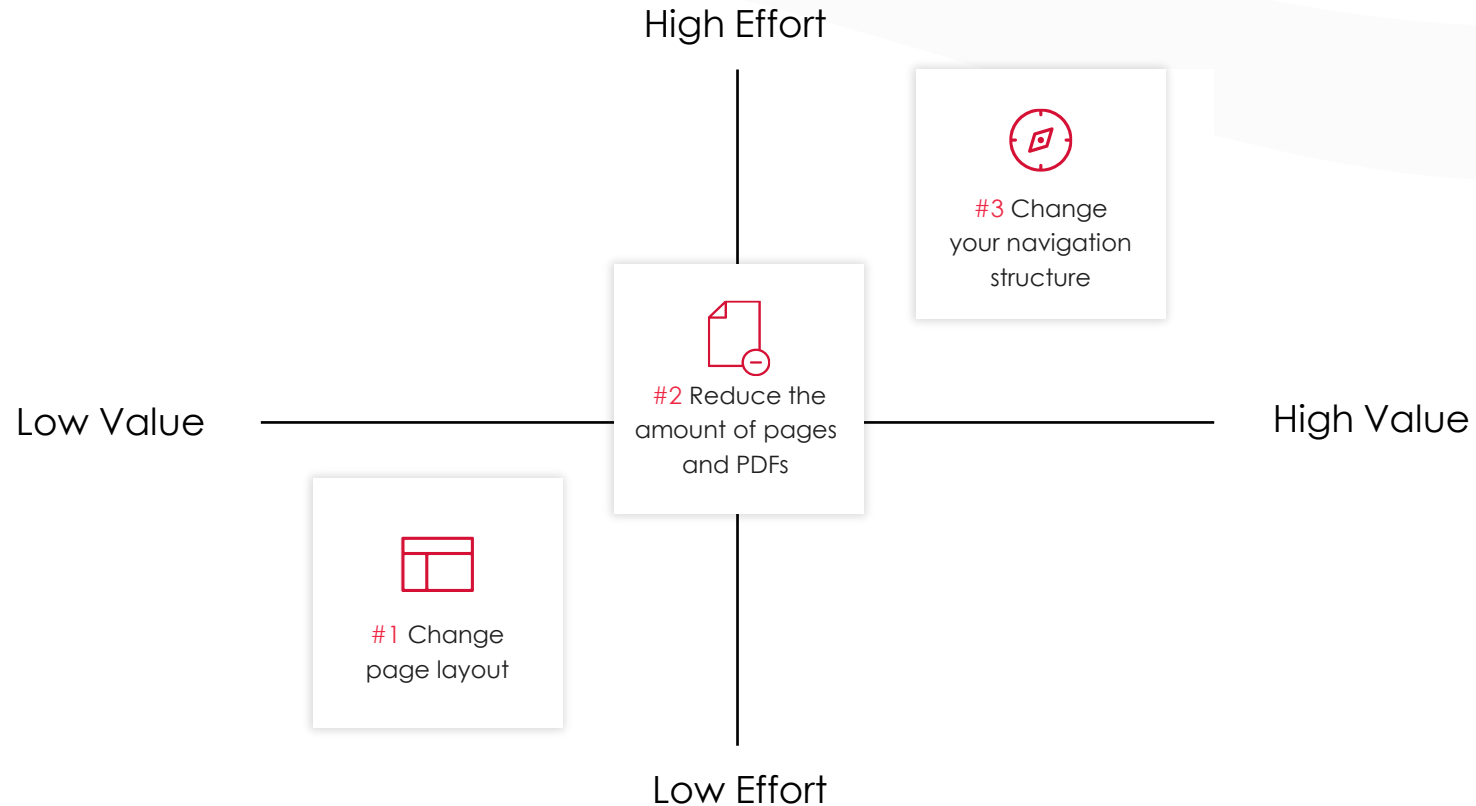 High Effort
#3 Change
your navigation
structure
#2 Reduce the
amount of pages
and PDFs
Low Value
High Value
#1 Change
page layout
Low Effort